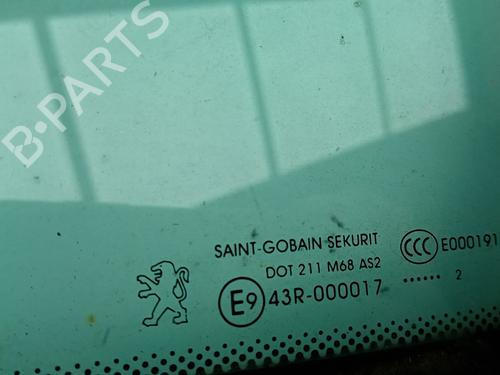 B-PARTS
SAINT-GOBAIN SEKURIT
DOT 211 M68 AS2
E9 43R-000017
CCC E000191
...... 2